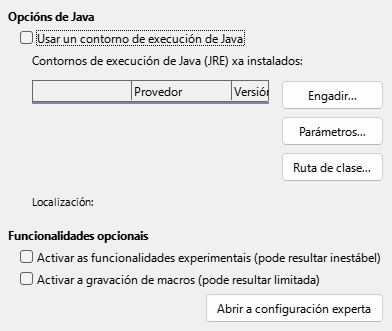 Opcións de Java
Usar un contorno de execución de Java
Contornos de execución de Java (JRE) xa instalados:
Provedor Versión
Engadir...
Parámetros...
Ruta de clase...
Localización:
Funcionalidades opcionais
Activar as funcionalidades experimentais (pode resultar inestábel)
Activar a gravación de macros (pode resultar limitada)
Abrir a configuración experta